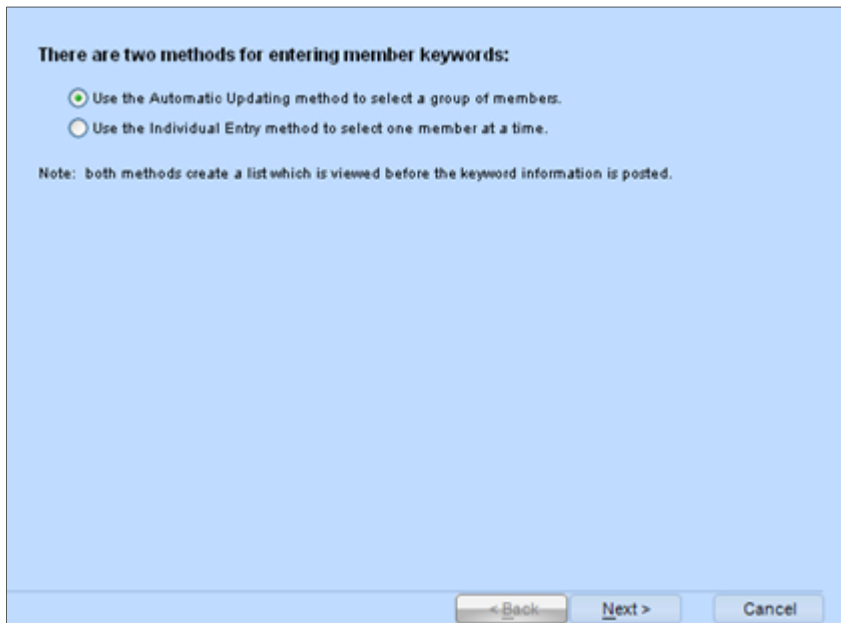 There are two methods for entering member keywords:
Use the Automatic Updating method to select a group of members.
Use the Individual Entry method to select one member at a time.
Note: both methods create a list which is viewed before the keyword information is posted.
< Back Next > Cancel